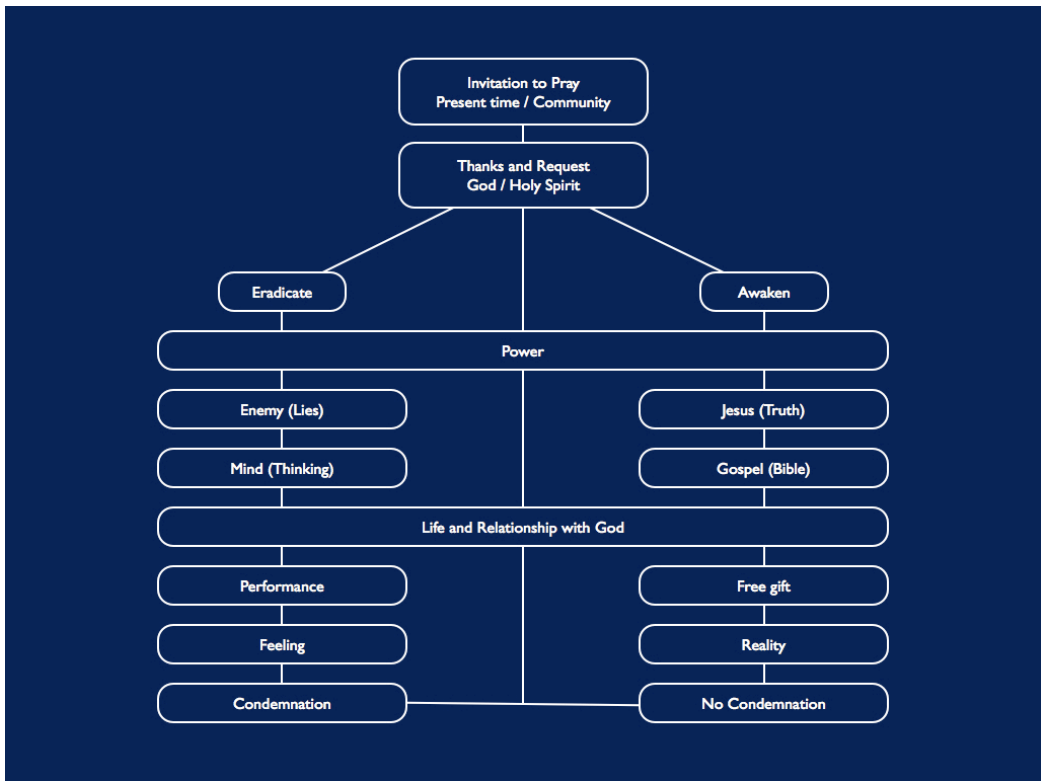 Invitation to Pray
Present time / Community
Thanks and Request
God / Holy Spirit
Eradicate
Awaken
Power
Enemy (Lies)
Jesus (Truth)
Mind (Thinking)
Gospel (Bible)
Life and Relationship with God
Performance
Free gift
Feeling
Reality
Condemnation
No Condemnation